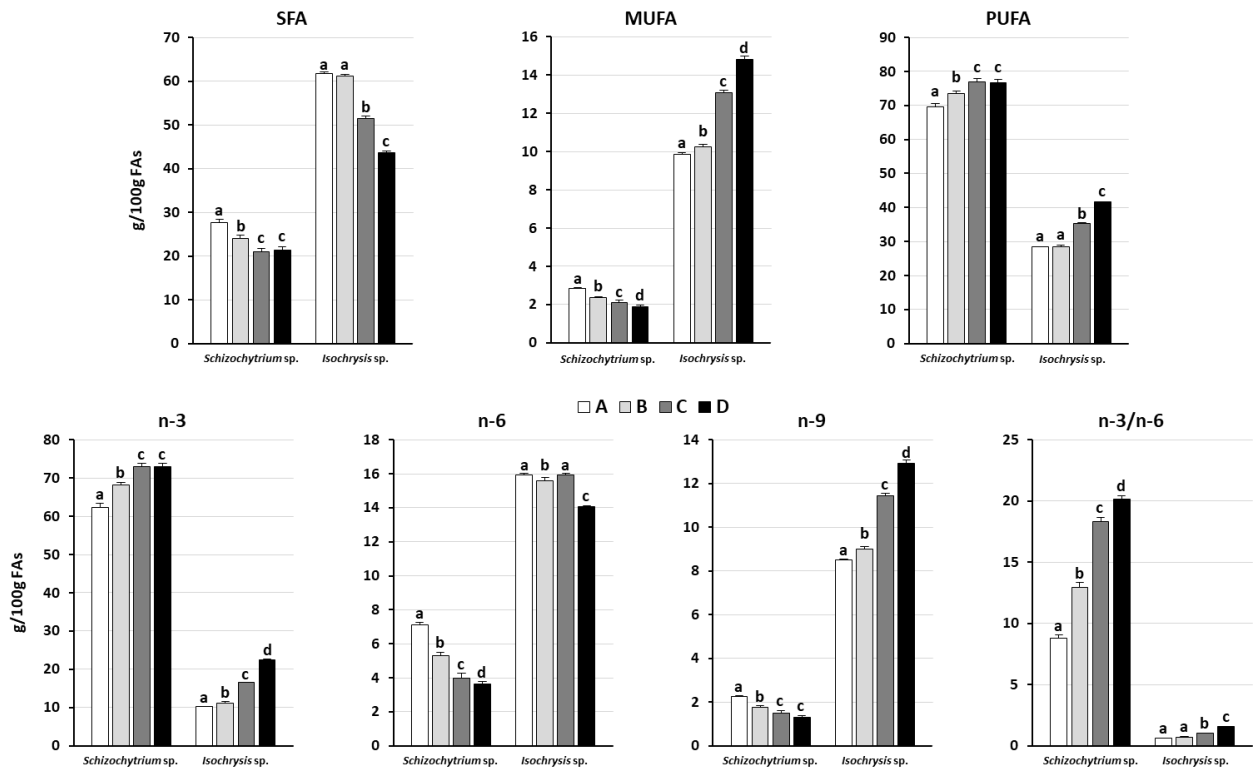 SFA
MUFA
PUFA
g/100g FAs
70
60
50
40
30
20
10
0
a
b
c
c
a
a
b
c
Schizochytrium sp.
Isochrysis sp.
16
14
12
10
8
6
4
2
0
a
b
c
d
a
b
c
d
Schizochytrium sp.
Isochrysis sp.
90
80
70
60
50
40
30
20
10
0
a
b
c
c
a
a
b
c
Schizochytrium sp.
Isochrysis sp.
A B C D
n-3
n-6
n-9
n-3/n-6
g/100g FAs
80
70
60
50
40
30
20
10
0
a
b
c
c
a
b
c
d
Schizochytrium sp.
Isochrysis sp.
18
16
14
12
10
8
6
4
2
0
a
b
c
d
a
b
a
c
Schizochytrium sp.
Isochrysis sp.
14
12
10
8
6
4
2
0
a
b
c
c
a
b
c
d
Schizochytrium sp.
Isochrysis sp.
25
20
15
10
5
0
a
b
c
d
a
a
b
c
Schizochytrium sp.
Isochrysis sp.